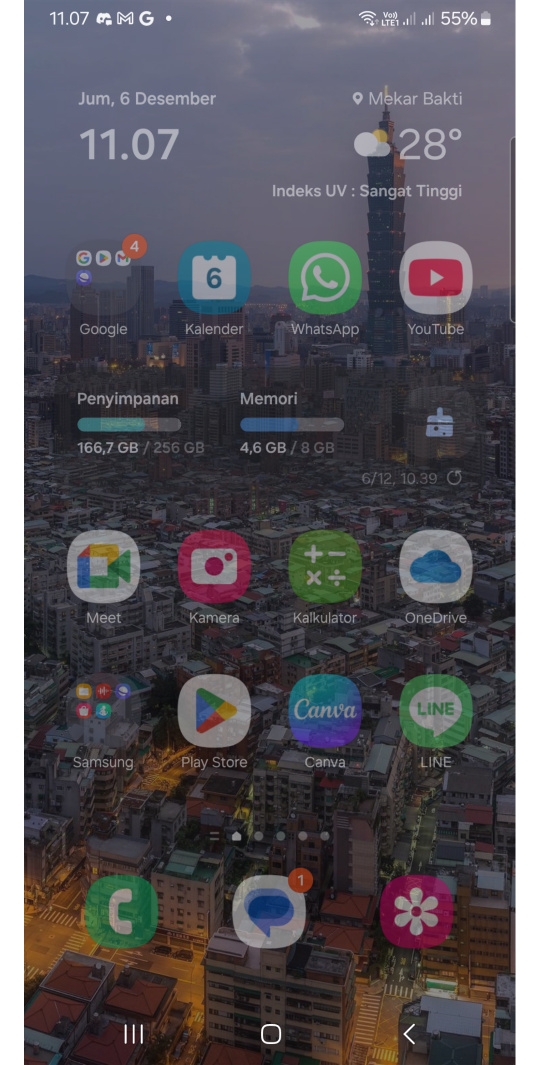 11.07 Vo)) LTE1 55%
Jum, 6 Desember Mekar Bakti
11.07 28°
Indeks UV : Sangat Tinggi
4
6
Google Kalender WhatsApp YouTube
Penyimpanan Memori
166,7 GB / 256 GB 4,6 GB / 8 GB
6/12, 10.39
Meet Kamera Kalkulator OneDrive
Canva LINE
Samsung Play Store Canva LINE
1